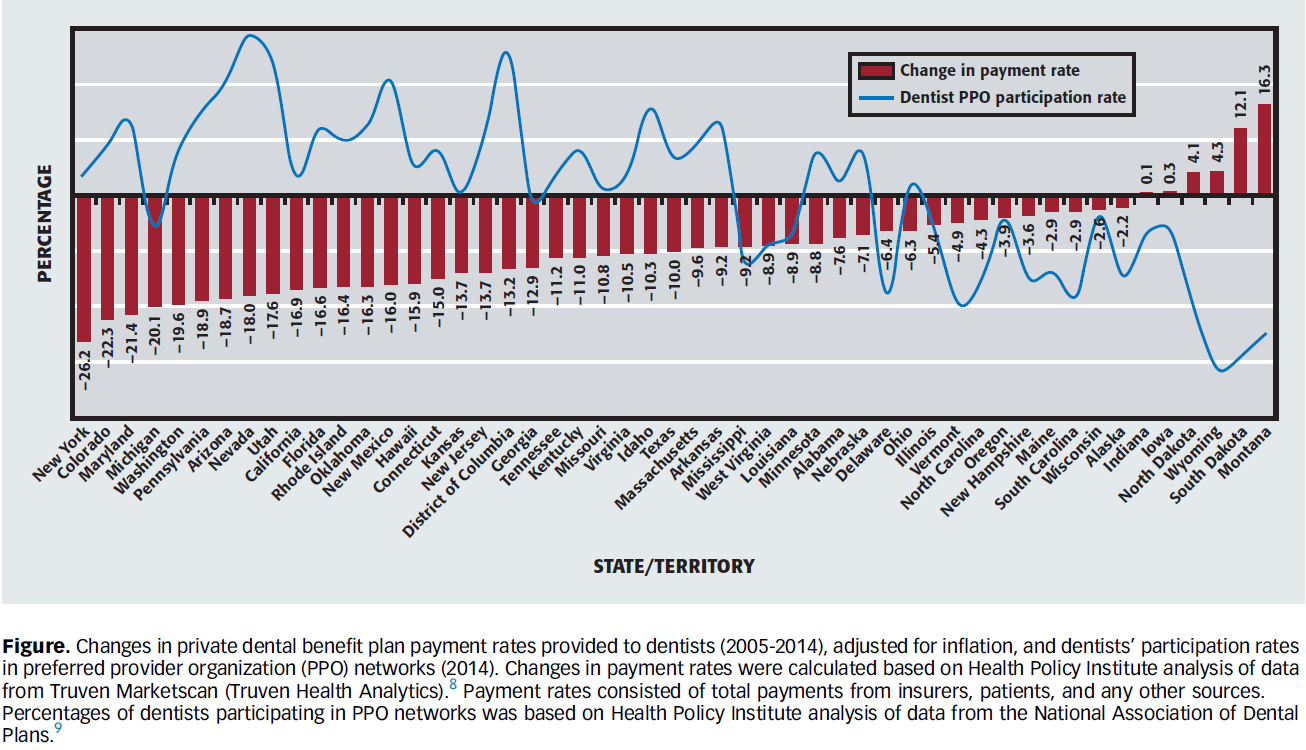 Change in payment rate
Dentist PPO participation rate
PERCENTAGE
−26.2
−22.3
−21.4
−20.1
−19.6
−18.9
−18.7
−18.0
−17.6
−16.9
−16.6
−16.4
−16.3
−16.0
−15.9
−15.0
−13.7
−13.7
−13.2
−12.9
−11.2
−11.0
−10.8
−10.5
−10.3
−10.0
−9.6
−9.2
−9.2
−8.9
−8.9
−8.8
−7.6
−7.1
−6.4
−6.3
−5.4
−4.9
−4.3
−3.9
−3.6
−2.9
−2.9
−2.6
−2.2
0.1
0.3
4.1
4.3
12.1
16.3
New York
Colorado
Maryland
Michigan
Washington
Pennsylvania
Arizona
Nevada
Utah
California
Florida
Rhode Island
Oklahoma
New Mexico
Hawaii
Connecticut
Kansas
New Jersey
District of Columbia
Georgia
Tennessee
Kentucky
Missouri
Virginia
Idaho
Texas
Massachusetts
Arkansas
Mississippi
West Virginia
Louisiana
Minnesota
Alabama
Nebraska
Delaware
Ohio
Illinois
Vermont
North Carolina
Oregon
New Hampshire
Maine
South Carolina
Wisconsin
Alaska
Indiana
Iowa
North Dakota
Wyoming
South Dakota
Montana
STATE/TERRITORY
Figure. Changes in private dental benefit plan payment rates provided to dentists (2005-2014), adjusted for inflation, and dentists’ participation rates
in preferred provider organization (PPO) networks (2014). Changes in payment rates were calculated based on Health Policy Institute analysis of data
from Truven Marketscan (Truven Health Analytics).8 Payment rates consisted of total payments from insurers, patients, and any other sources.
Percentages of dentists participating in PPO networks was based on Health Policy Institute analysis of data from the National Association of Dental
Plans.9